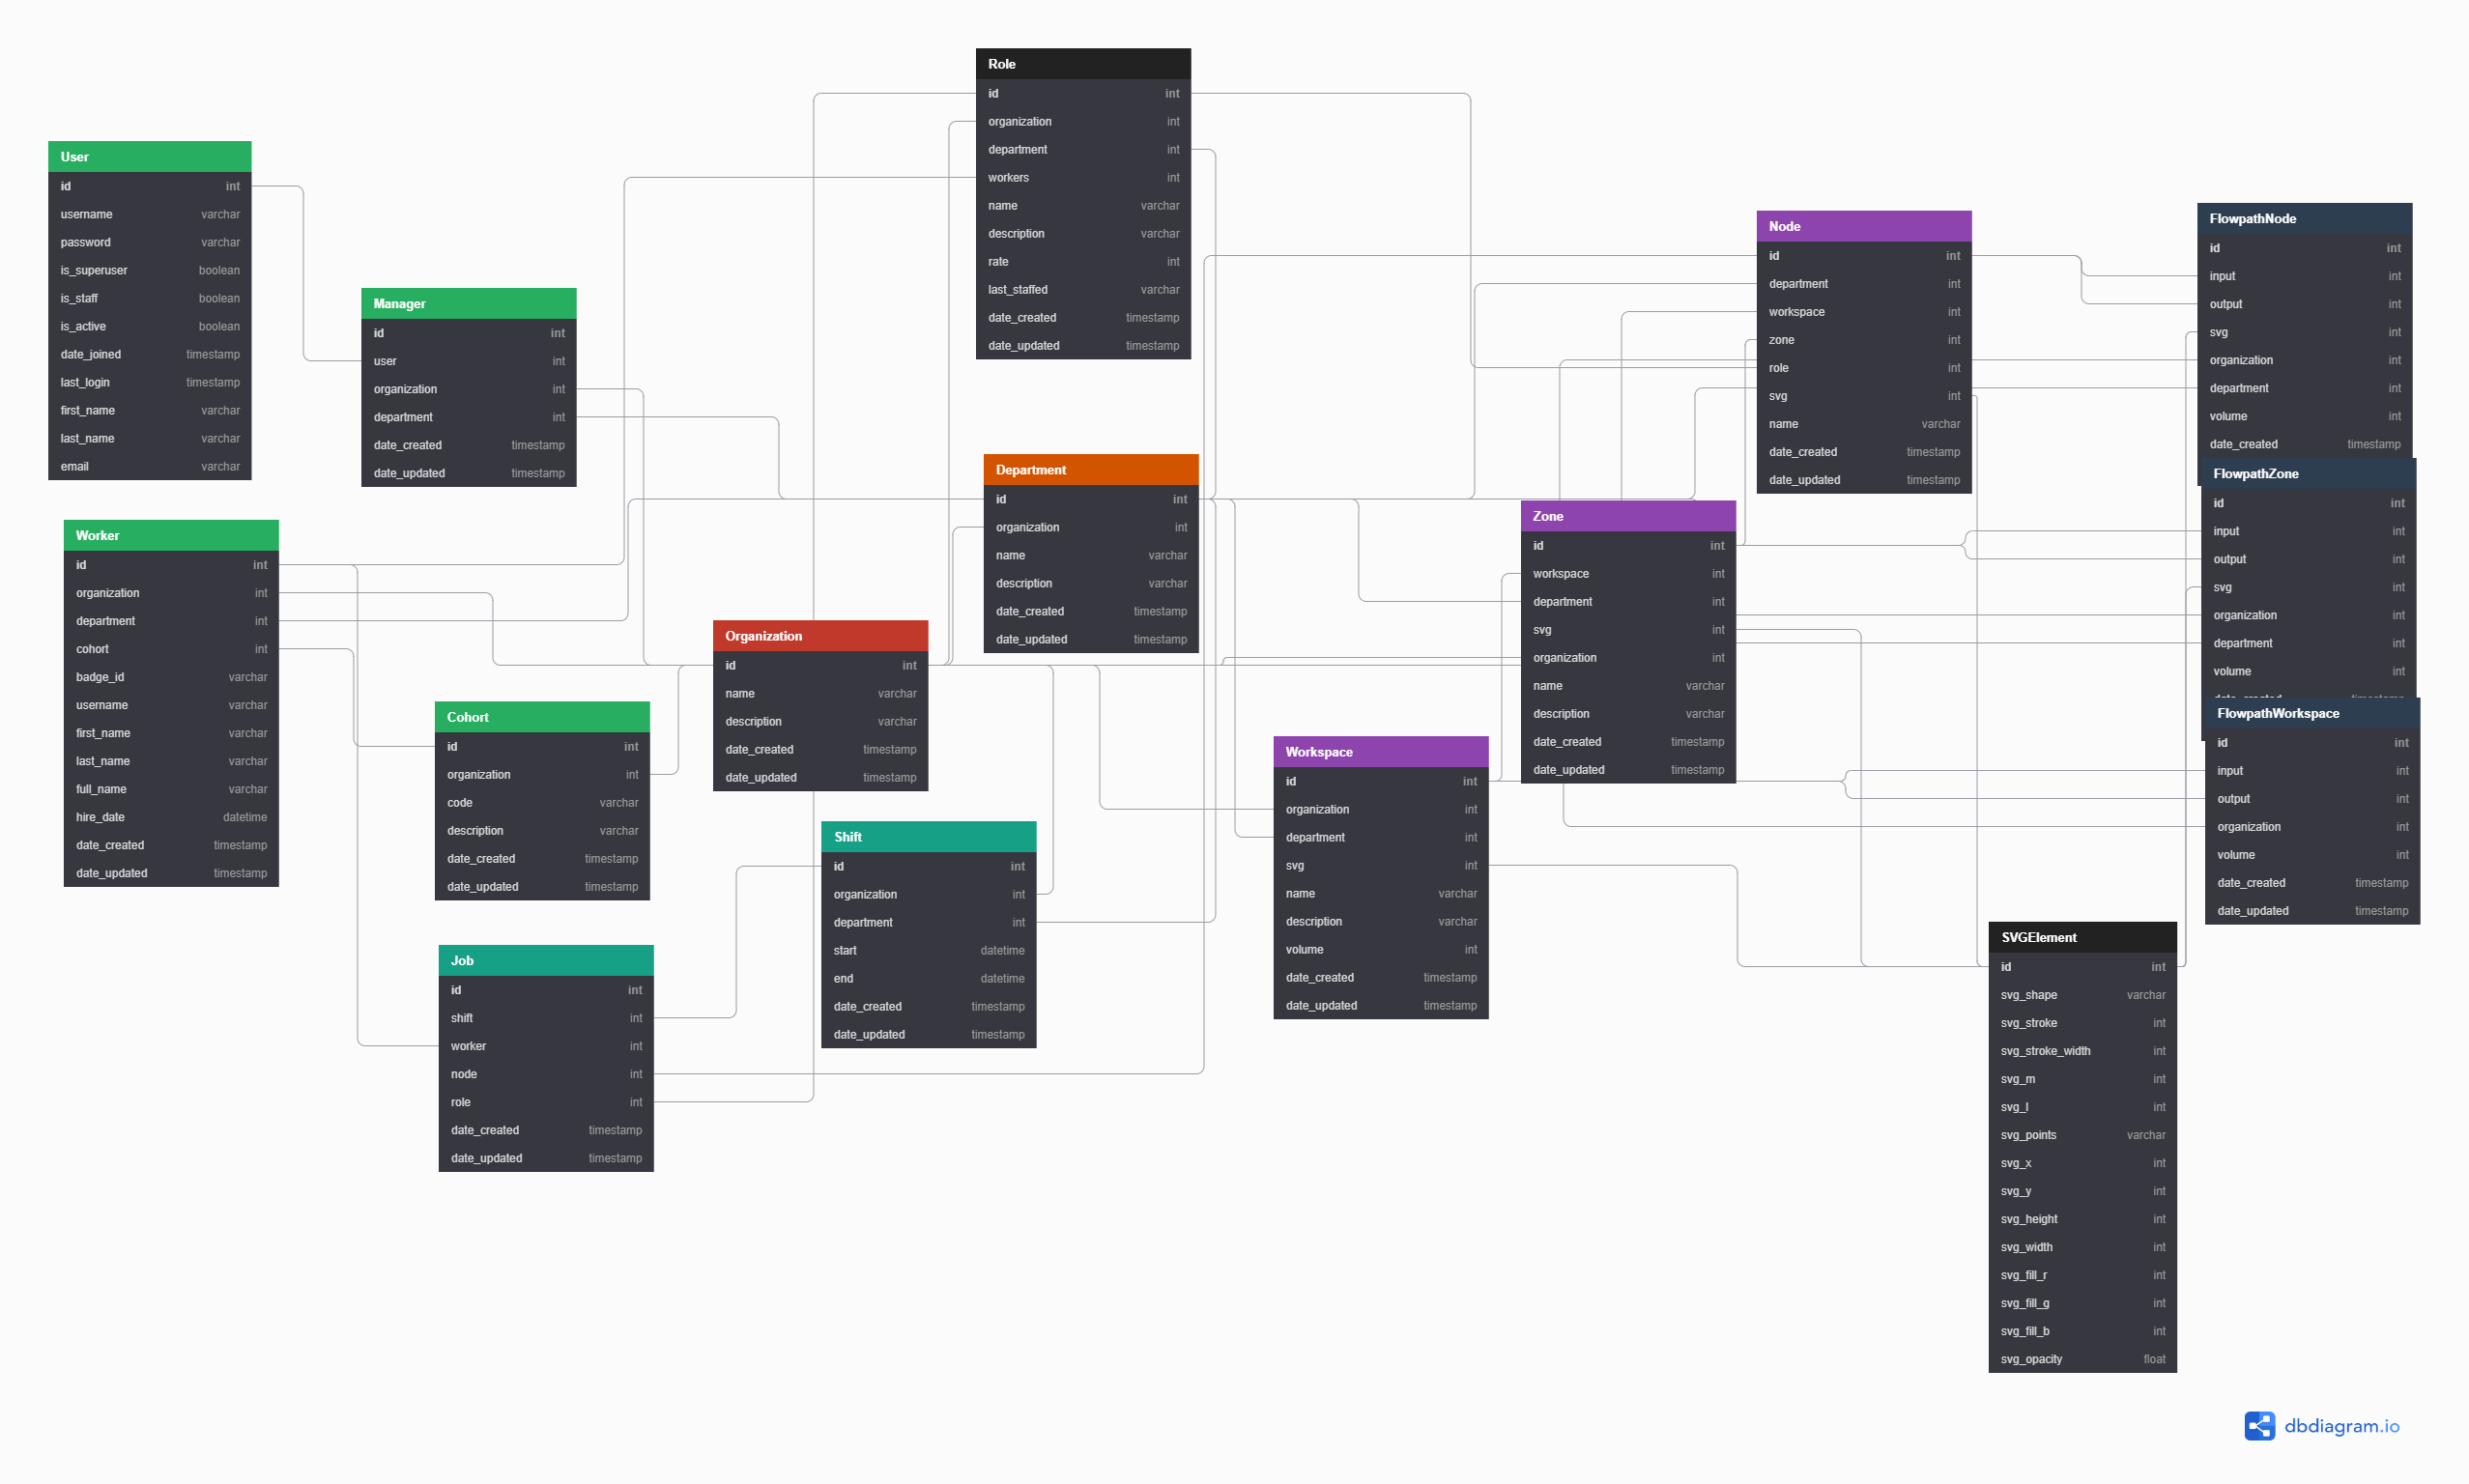 Role
id int
organization int
department int
workers int
name varchar
description varchar
rate int
last_staffed varchar
date_created timestamp
date_updated timestamp
User
id int
username varchar
password varchar
is_superuser boolean
is_staff boolean
is_active boolean
date_joined timestamp
last_login timestamp
first_name varchar
last_name varchar
email varchar
Manager
id int
user int
organization int
department int
date_created timestamp
date_updated timestamp
Node
id int
department int
workspace int
zone int
role int
svg int
name varchar
date_created timestamp
date_updated timestamp
FlowpathNode
id int
input int
output int
svg int
organization int
department int
volume int
date_created timestamp
FlowpathZone
id int
input int
output int
svg int
organization int
department int
volume int
FlowpathWorkspace
id int
input int
output int
organization int
volume int
date_created timestamp
date_updated timestamp
Department
id int
organization int
name varchar
description varchar
date_created timestamp
date_updated timestamp
Zone
id int
workspace int
department int
svg int
organization int
name varchar
description varchar
date_created timestamp
date_updated timestamp
Worker
id int
organization int
department int
cohort int
badge_id varchar
username varchar
first_name varchar
last_name varchar
full_name varchar
hire_date datetime
date_created timestamp
date_updated timestamp
Organization
id int
name varchar
description varchar
date_created timestamp
date_updated timestamp
Cohort
id int
organization int
code varchar
description varchar
date_created timestamp
date_updated timestamp
Workspace
id int
organization int
department int
svg int
name varchar
description varchar
volume int
date_created timestamp
date_updated timestamp
Shift
id int
organization int
department int
start datetime
end datetime
date_created timestamp
date_updated timestamp
Job
id int
shift int
worker int
node int
role int
date_created timestamp
date_updated timestamp
SVGElement
id int
svg_shape varchar
svg_stroke int
svg_stroke_width int
svg_m int
svg_l int
svg_points varchar
svg_x int
svg_y int
svg_height int
svg_width int
svg_fill_r int
svg_fill_g int
svg_fill_b int
svg_opacity float
dbdiagram.io